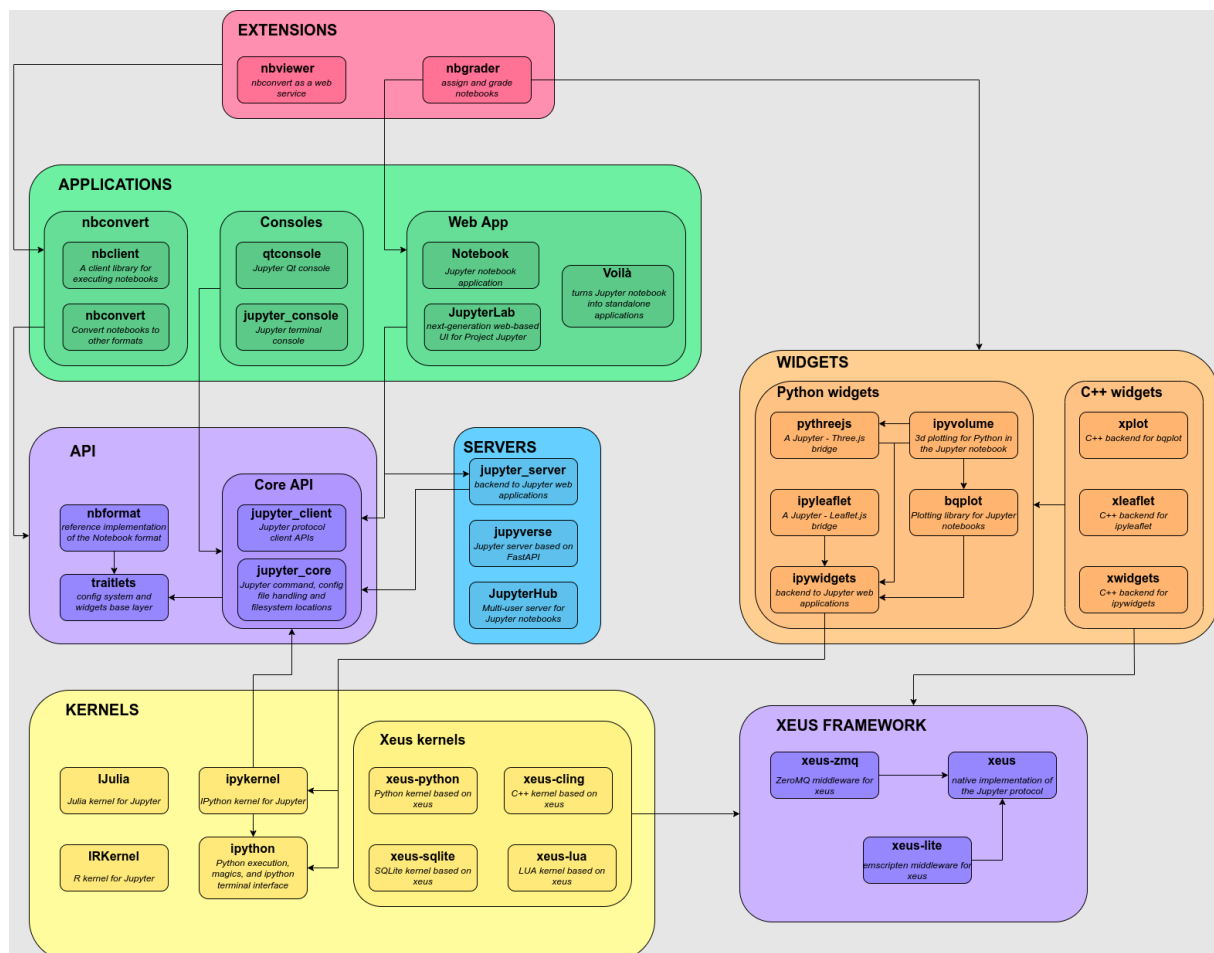 EXTENSIONS
nbviewer
nbconvert as a web
service
nbgrader
assign and grade
notebooks
APPLICATIONS
nbconvert
nbclient
A client library for
executing notebooks
nbconvert
Convert notebooks to
other formats
Consoles
qtconsole
Jupyter Qt console
jupyter_console
Jupyter terminal
console
Web App
Notebook
Jupyter notebook
application
JupyterLab
next-generation web-based
UI for Project Jupyter
Voilà
turns Jupyter notebook
into standalone
applications
WIDGETS
Python widgets
pythreejs
A Jupyter - Three.js
bridge
ipyvolume
3d plotting for Python in
the Jupyter notebook
ipyleaflet
A Jupyter - Leaflet.js
bridge
bqplot
Plotting library for Jupyter
notebooks
ipywidgets
backend to Jupyter web
applications
C++ widgets
xplot
C++ backend for bqplot
xleaflet
C++ backend for
ipyleaflet
xwidgets
C++ backend for
ipywidgets
API
nbformat
reference implementation
of the Notebook format
traitlets
config system and
widgets base layer
Core API
jupyter_client
Jupyter protocol
client APIs
jupyter_core
Jupyter command, config
file handling and
filesystem locations
SERVERS
jupyter_server
backend to Jupyter web
applications
jupyverse
Jupyter server based on
FastAPI
JupyterHub
Multi-user server for
Jupyter notebooks
KERNELS
IJulia
Julia kernel for Jupyter
ipykernel
IPython kernel for Jupyter
IRKernel
R kernel for Jupyter
ipython
Python execution,
magics, and ipython
terminal interface
Xeus kernels
xeus-python
Python kernel based on
xeus
xeus-cling
C++ kernel based on
xeus
xeus-sqlite
SQLite kernel based on
xeus
xeus-lua
LUA kernel based on
xeus
XEUS FRAMEWORK
xeus-zmq
ZeroMQ middleware for
xeus
xeus
native implementation of
the Jupyter protocol
xeus-lite
emscripten middleware for
xeus